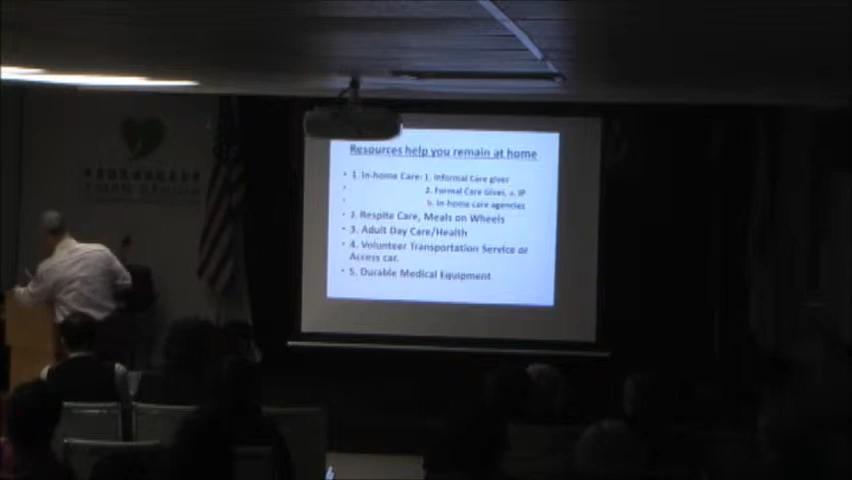 Resources help you remain at home
• 1. In-home Care: 1. Informal Care giver
• 2. Formal Care Giver, a. IP
• b. In-home care agencies
• 2. Respite Care, Meals on Wheels
• 3. Adult Day Care/Health
• 4. Volunteer Transportation Service or
Access car.
• 5. Durable Medical Equipment